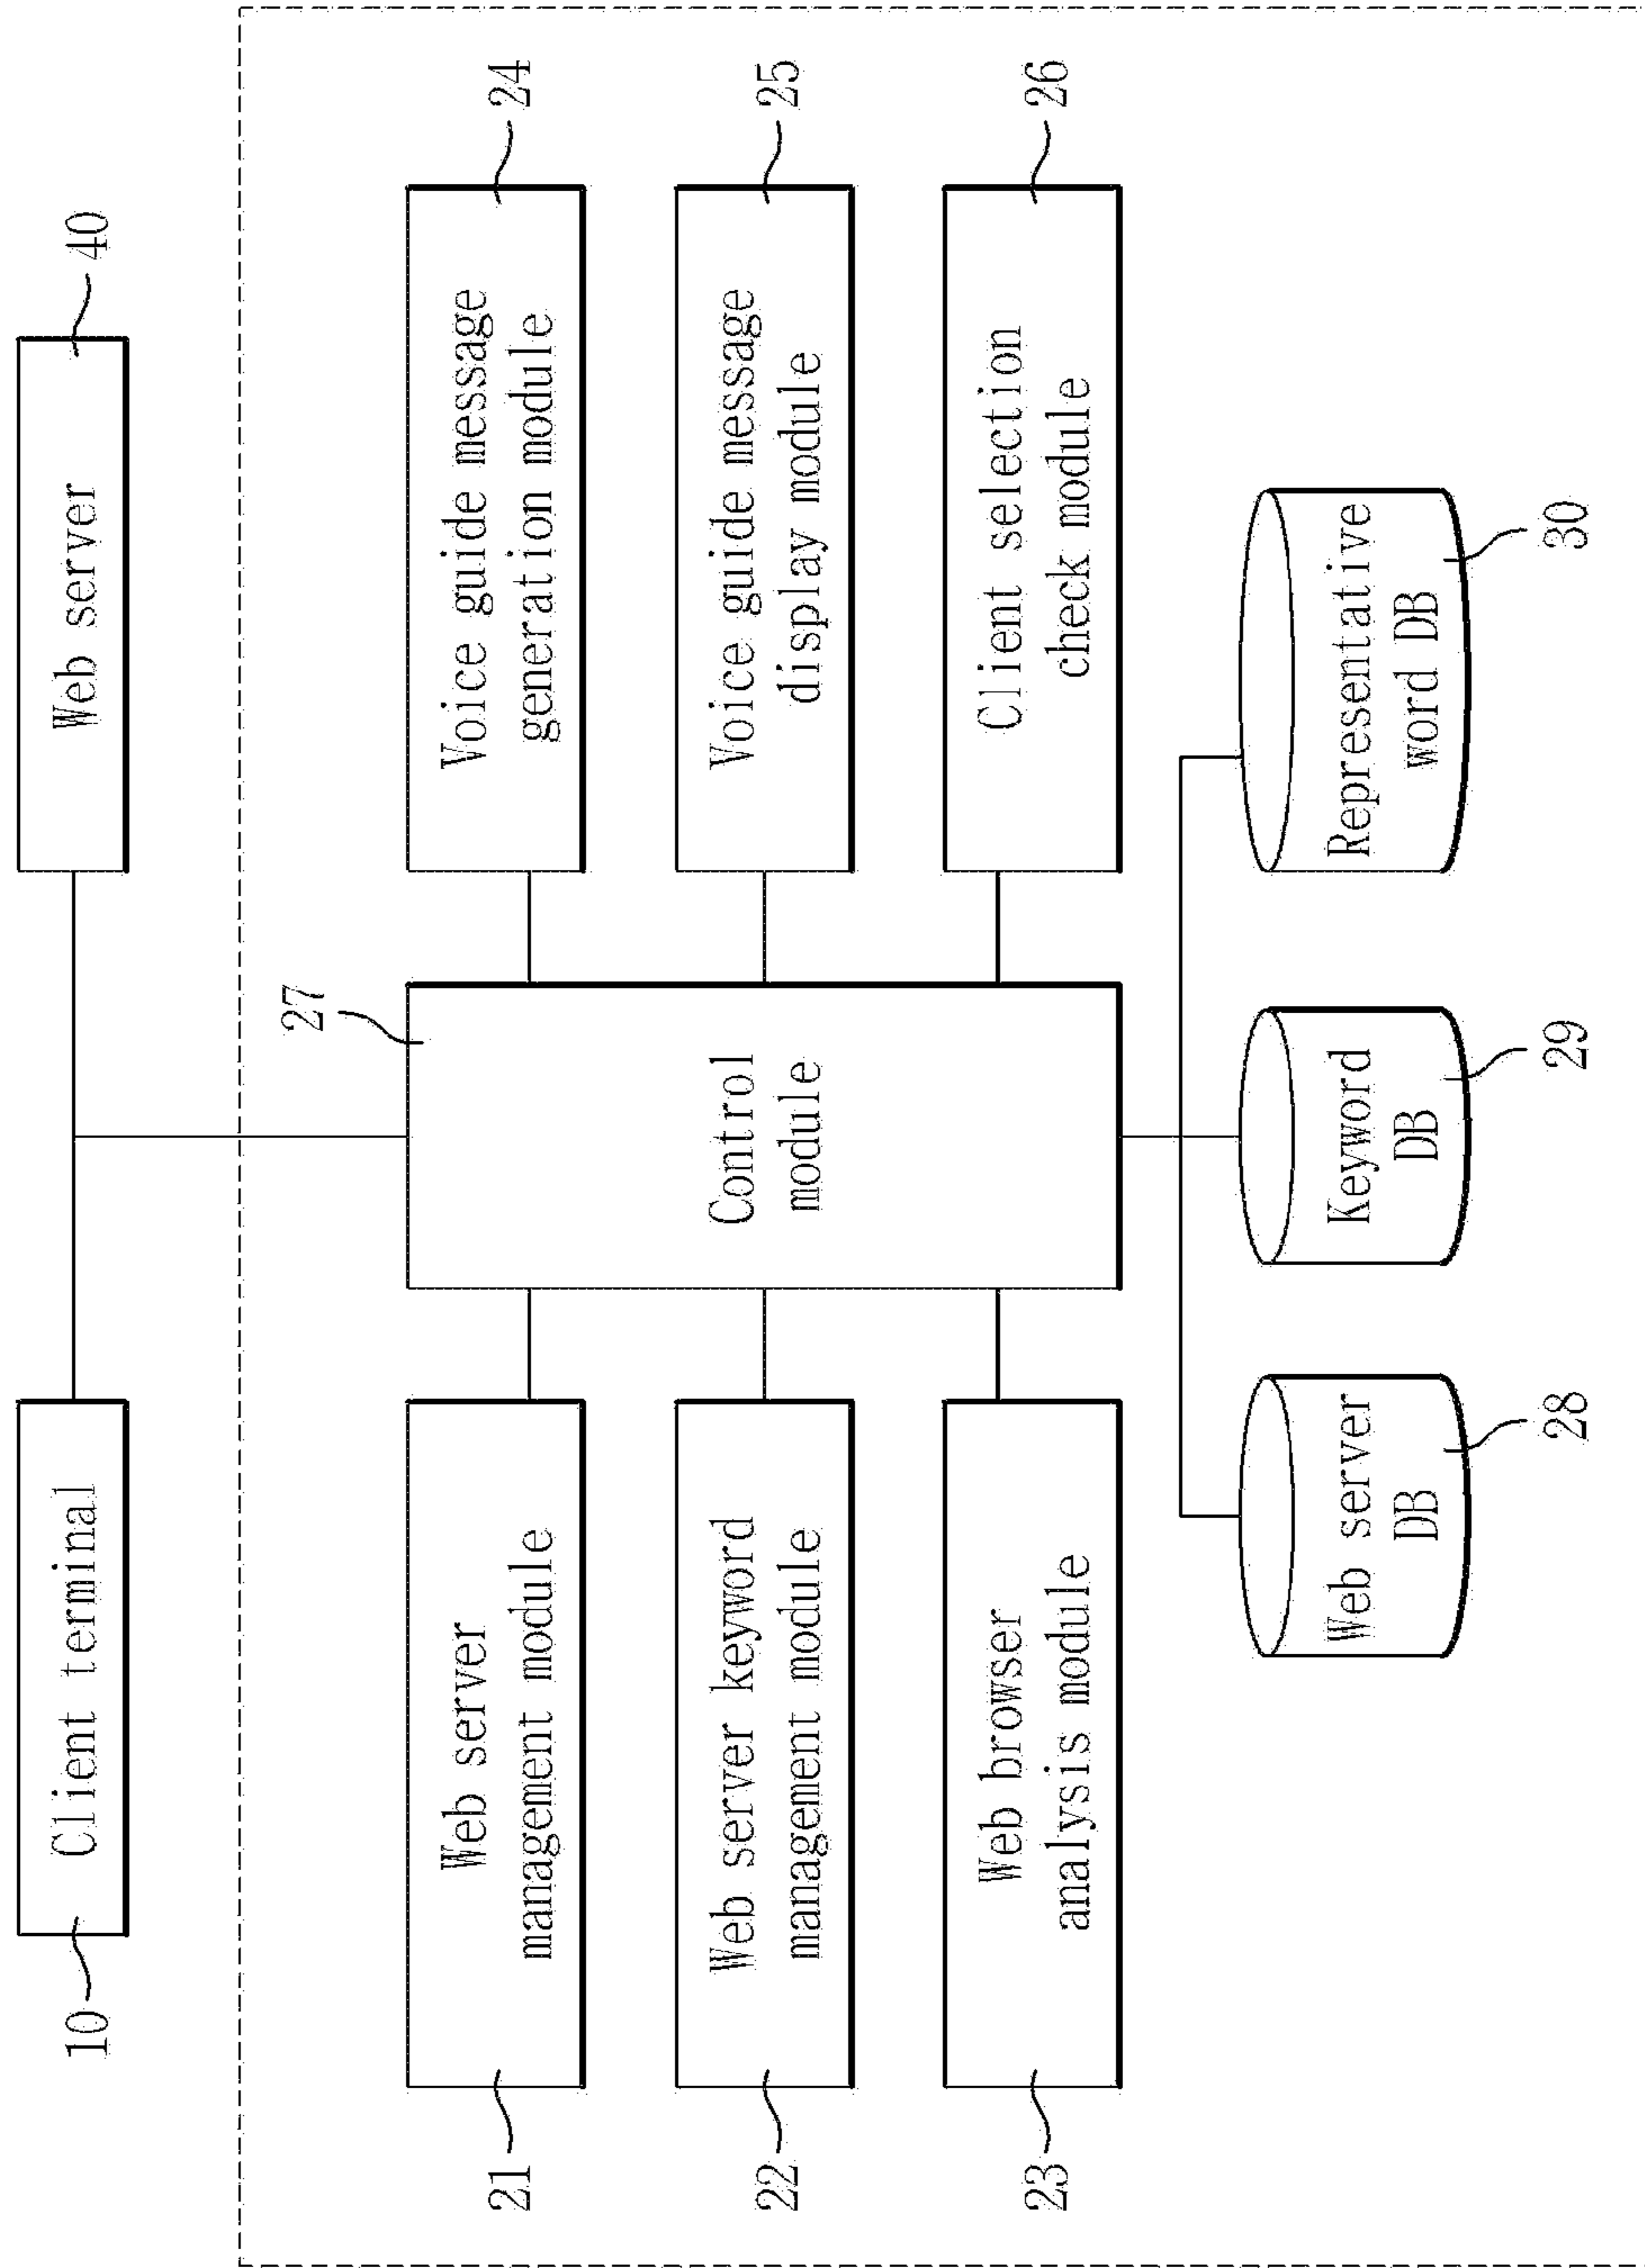 10
Client terminal
Web server
40
27
21
Web server
management module
22
Web server keyword
management module
23
Web browser
analysis module
Control
module
Voice guide message
generation module
24
Voice guide message
display module
25
Client selection
check module
26
Web server
DB
28
Keyword
DB
29
Representative
word DB
30